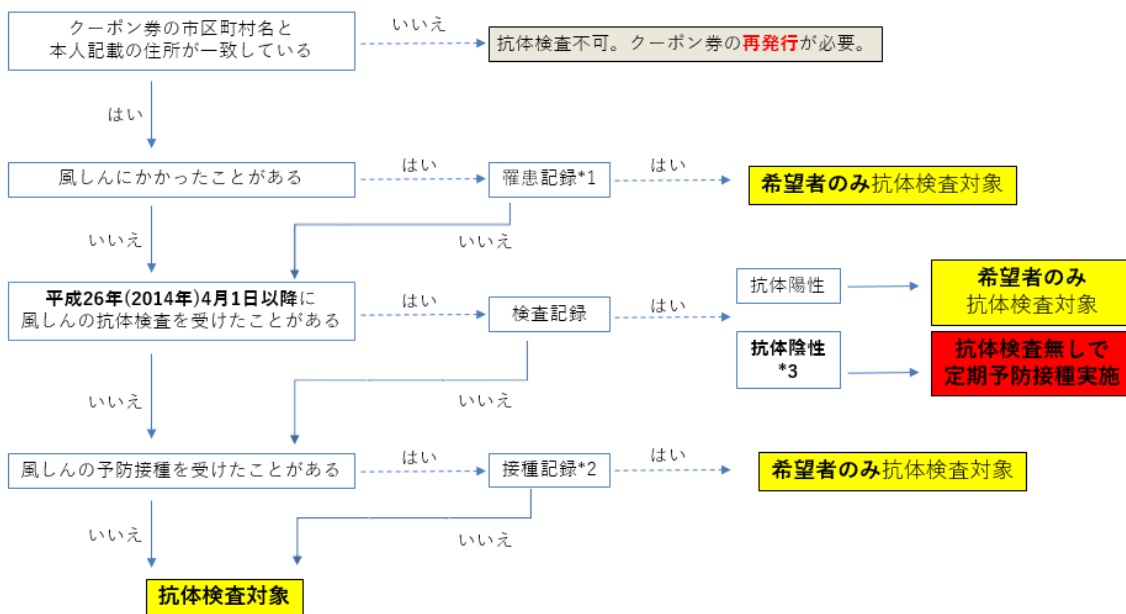 クーポン券の市区町村名と
本人記載の住所が一致している
いいえ
抗体検査不可。クーポン券の再発行が必要。
はい
風しんにかかったことがある
はい
罹患記録*1
はい
希望者のみ抗体検査対象
いいえ
いいえ
平成26年(2014年)4月1日以降に
風しんの抗体検査を受けたことがある
はい
検査記録
はい
抗体陽性
希望者のみ
抗体検査対象
抗体陰性
*3
抗体検査無しで
定期予防接種実施
いいえ
いいえ
風しんの予防接種を受けたことがある
はい
接種記録*2
はい
希望者のみ抗体検査対象
いいえ
いいえ
抗体検査対象